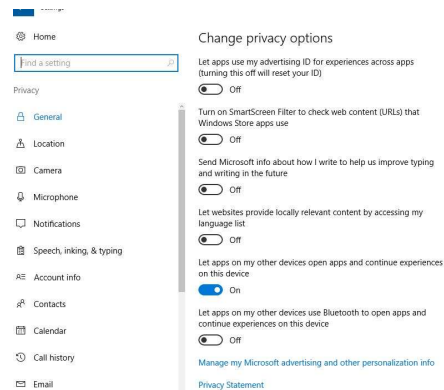 Home
Find a setting
Privacy
General
Location
Camera
Microphone
Notifications
Speech, inking, & typing
Account info
Contacts
Calendar
Call history
Email
Change privacy options
Let apps use my advertising ID for experiences across apps
(turning this off will reset your ID)
Off
Turn on SmartScreen Filter to check web content (URLs) that
Windows Store apps use
Off
Send Microsoft info about how I write to help us improve typing
and writing in the future
Off
Let websites provide locally relevant content by accessing my
language list
Off
Let apps on my other devices open apps and continue experiences
on this device
On
Let apps on my other devices use Bluetooth to open apps and
continue experiences on this device
Off
Manage my Microsoft advertising and other personalization info
Privacy Statement